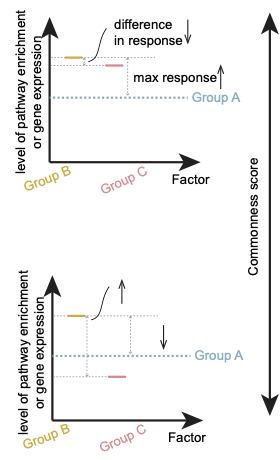 difference
in response
max response
Group A
level of pathway enrichment
or gene expression
Group B
Group C
Factor
Commonness score
level of pathway enrichment
or gene expression
Group A
Group B
Group C
Factor